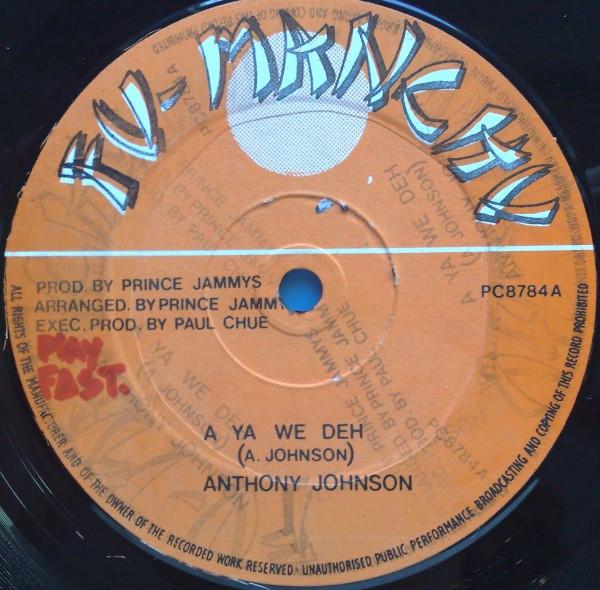 FU-MANCHU
PROD. BY PRINCE JAMMYS
ARRANGED. BY PRINCE JAMMY
EXEC. PROD. BY PAUL CHUE
PC8784A
PLAY
FAST.
A YA WE DEH
(A. JOHNSON)
ANTHONY JOHNSON
ALL RIGHTS OF THE MANUFACTURER AND OF THE OWNER OF THE RECORDED WORK RESERVED · UNAUTHORISED PUBLIC PERFORMANCE BROADCASTING AND COPYING OF THIS RECORD PROHIBITED